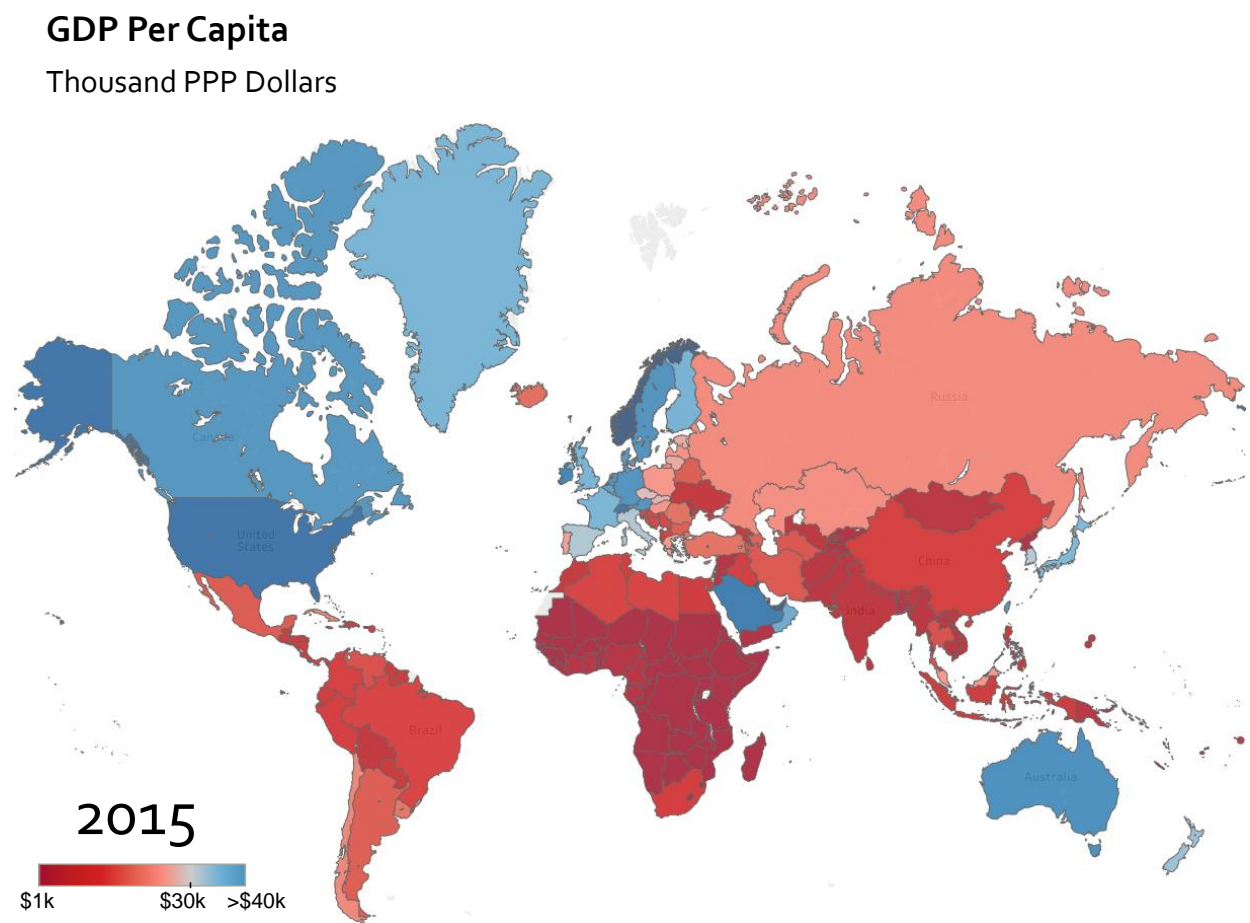 GDP Per Capita
Thousand PPP Dollars
Russia
Canada
United
States
China
India
Brazil
Australia
2015
$1k $30k >$40k